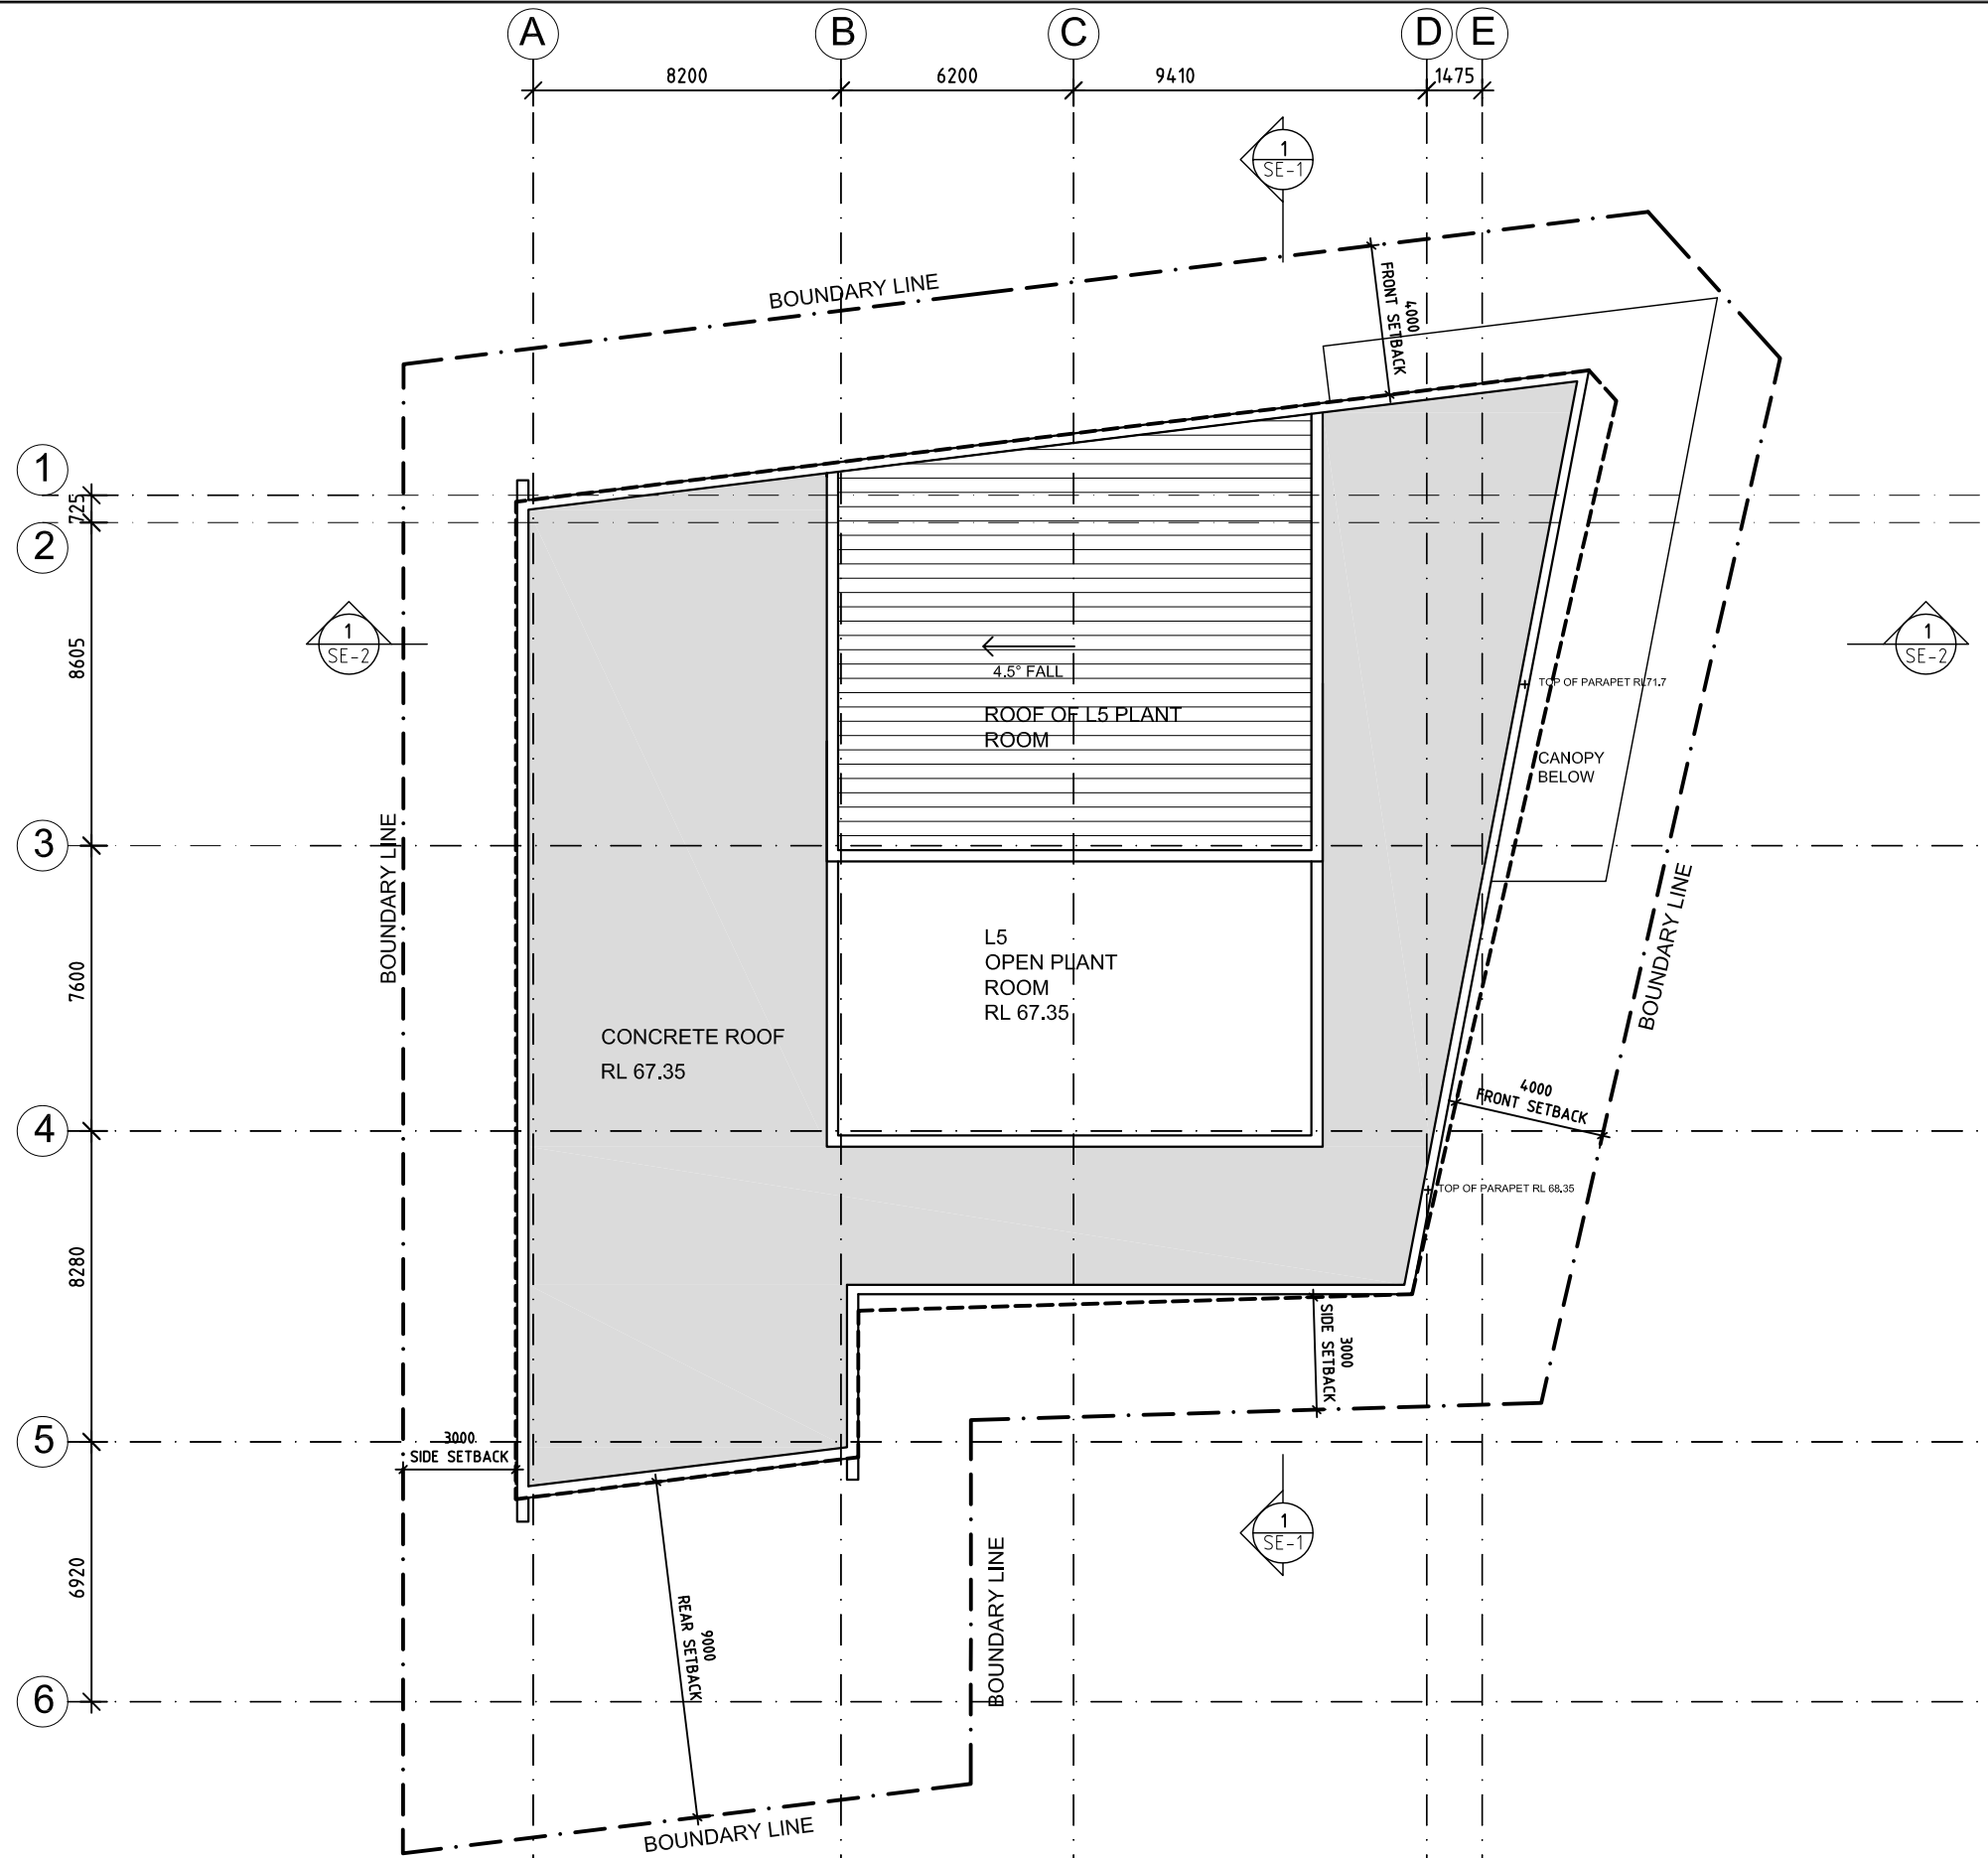 A
B
C
D
E
8200
6200
9410
1475
1
SE-1
BOUNDARY LINE
4000
FRONT SETBACK
1
725
2
1
SE-2
8605
4.5° FALL
ROOF OF L5 PLANT
ROOM
TOP OF PARAPET RL71.7
CANOPY
BELOW
1
SE-2
3
BOUNDARY LINE
BOUNDARY LINE
7600
L5
OPEN PLANT
ROOM
RL 67.35
CONCRETE ROOF
RL 67.35
4
4000
FRONT SETBACK
TOP OF PARAPET RL 68.35
8280
3000
SIDE SETBACK
5
3000
SIDE SETBACK
1
SE-1
6920
9000
REAR SETBACK
BOUNDARY LINE
6
BOUNDARY LINE